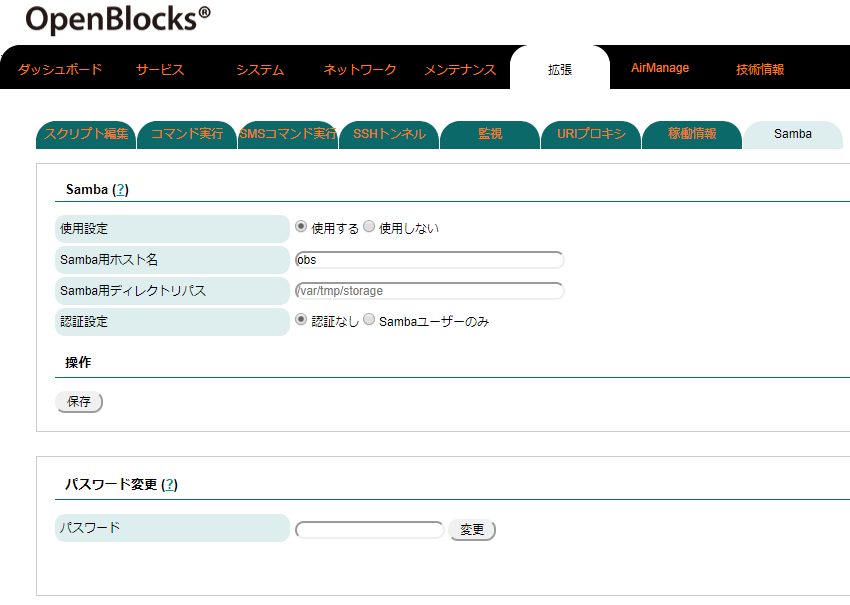 OpenBlocks®
ダッシュボード サービス システム ネットワーク メンテナンス 拡張 AirManage 技術情報
スクリプト編集 コマンド実行 SMSコマンド実行 SSHトンネル 監視 URIプロキシ 稼働情報 Samba
Samba (?)
使用設定 使用する 使用しない
Samba用ホスト名 obs
Samba用ディレクトリパス /var/tmp/storage
認証設定 認証なし Sambaユーザーのみ
操作
保存
パスワード変更 (?)
パスワード 変更